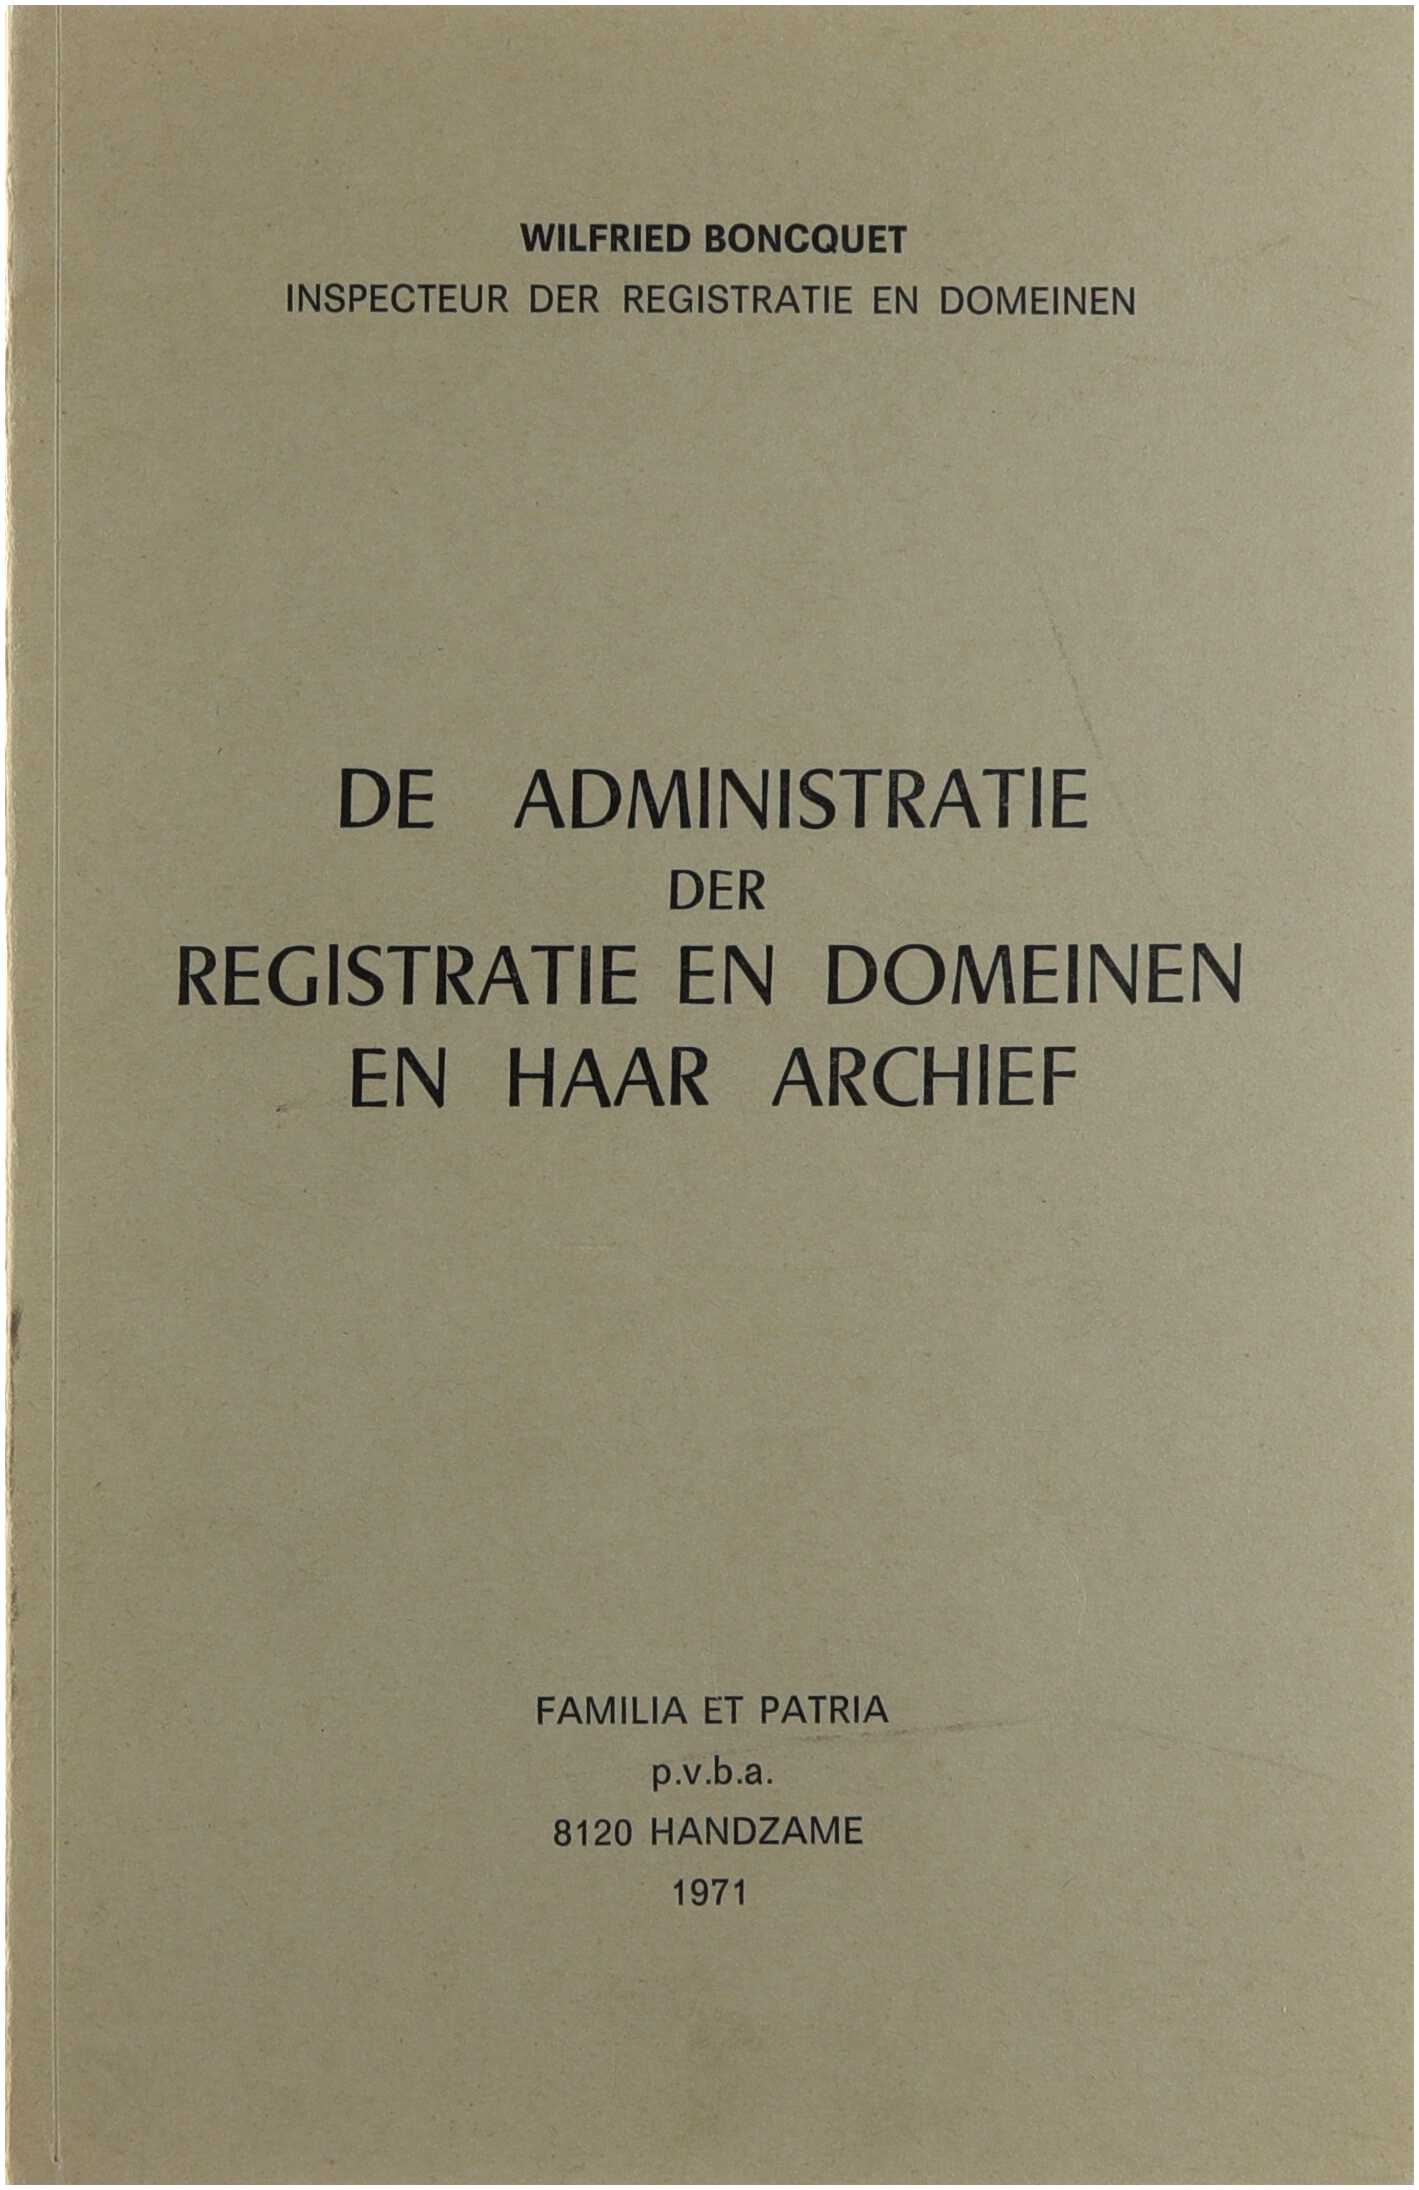 WILFRIED BONCQUET
INSPECTEUR DER REGISTRATIE EN DOMEINEN
DE ADMINISTRATIE
DER
REGISTRATIE EN DOMEINEN
EN HAAR ARCHIEF
FAMILIA ET PATRIA
p.v.b.a.
8120 HANDZAME
1971